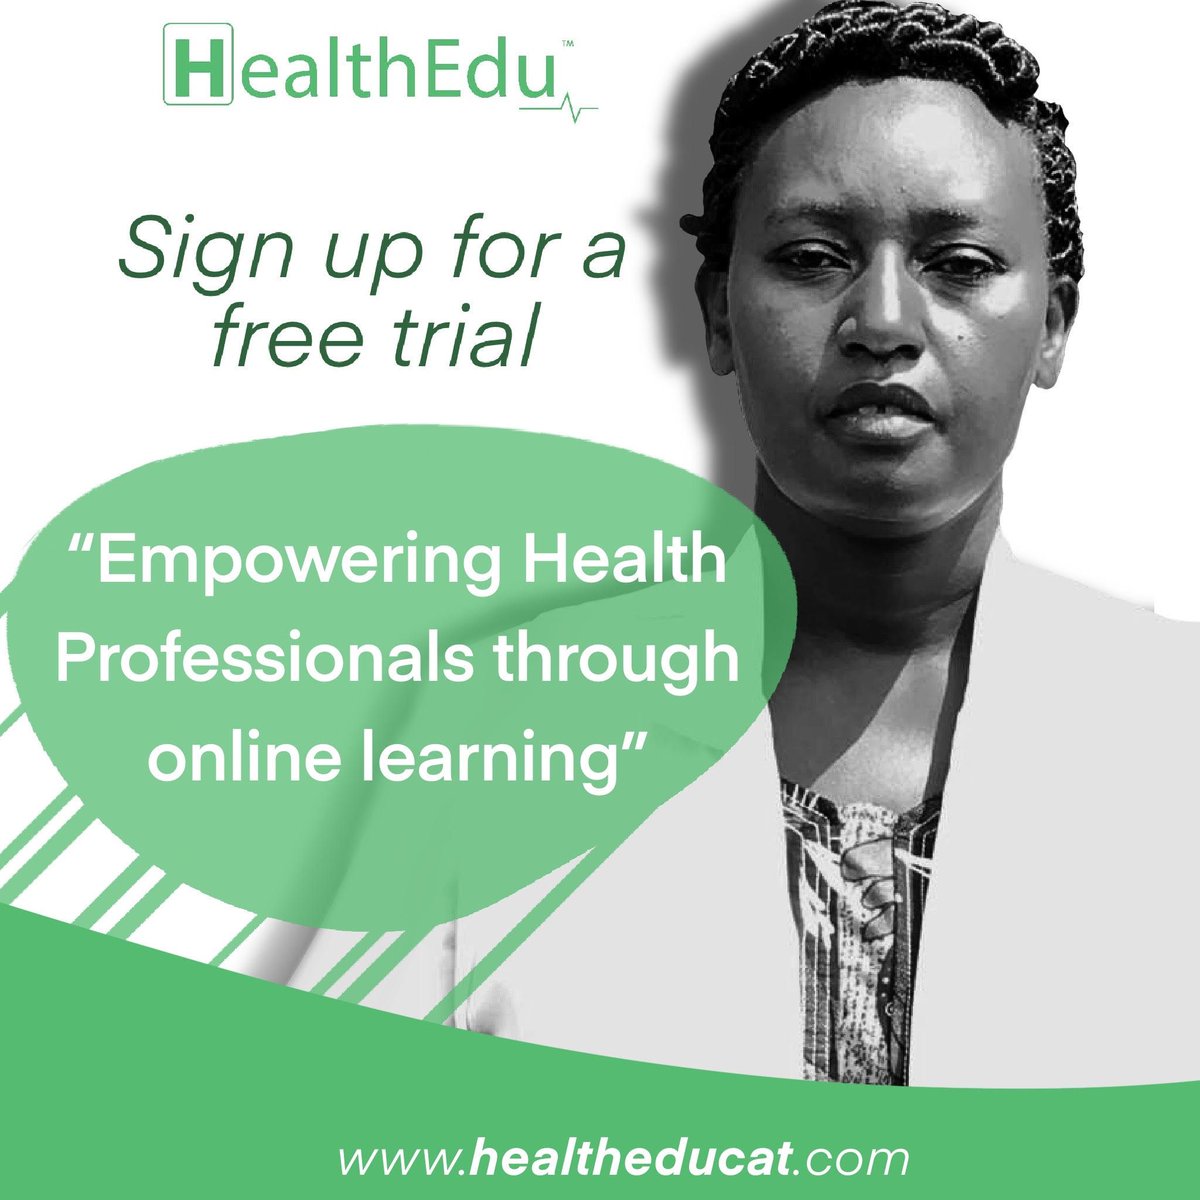 HealthEdu™
Sign up for a
free trial
“Empowering Health
Professionals through
online learning”
www.healtheducat.com